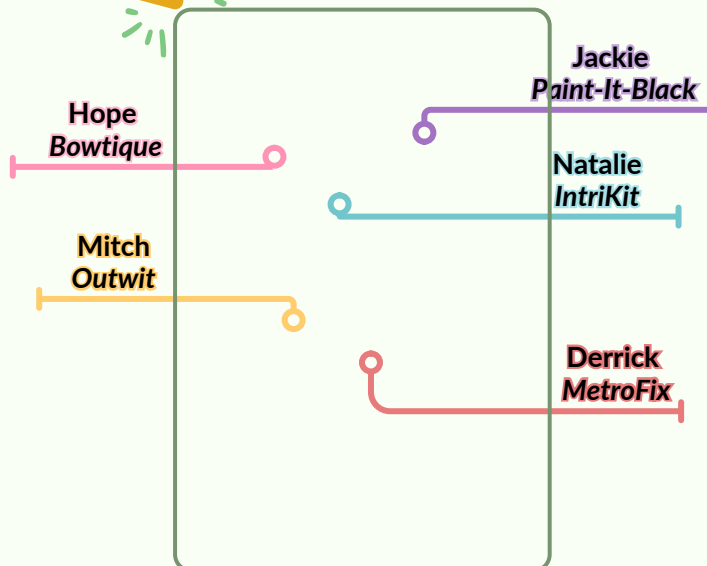 Jackie
Paint-It-Black
Hope
Bowtique
Natalie
IntriKit
Mitch
Outwit
Derrick
MetroFix